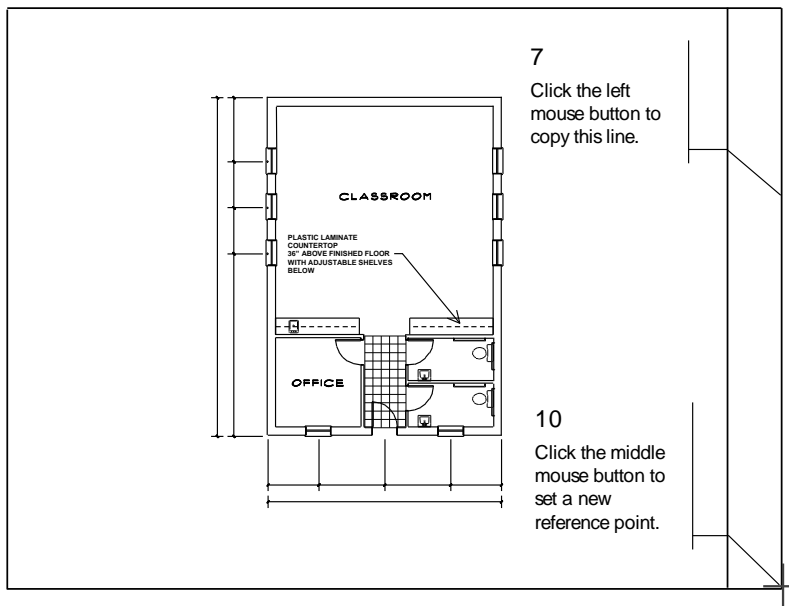 7
Click the left
mouse button to
copy this line.
CLASSROOM
PLASTIC LAMINATE
COUNTERTOP
36" ABOVE FINISHED FLOOR
WITH ADJUSTABLE SHELVES
BELOW
OFFICE
10
Click the middle
mouse button to
set a new
reference point.